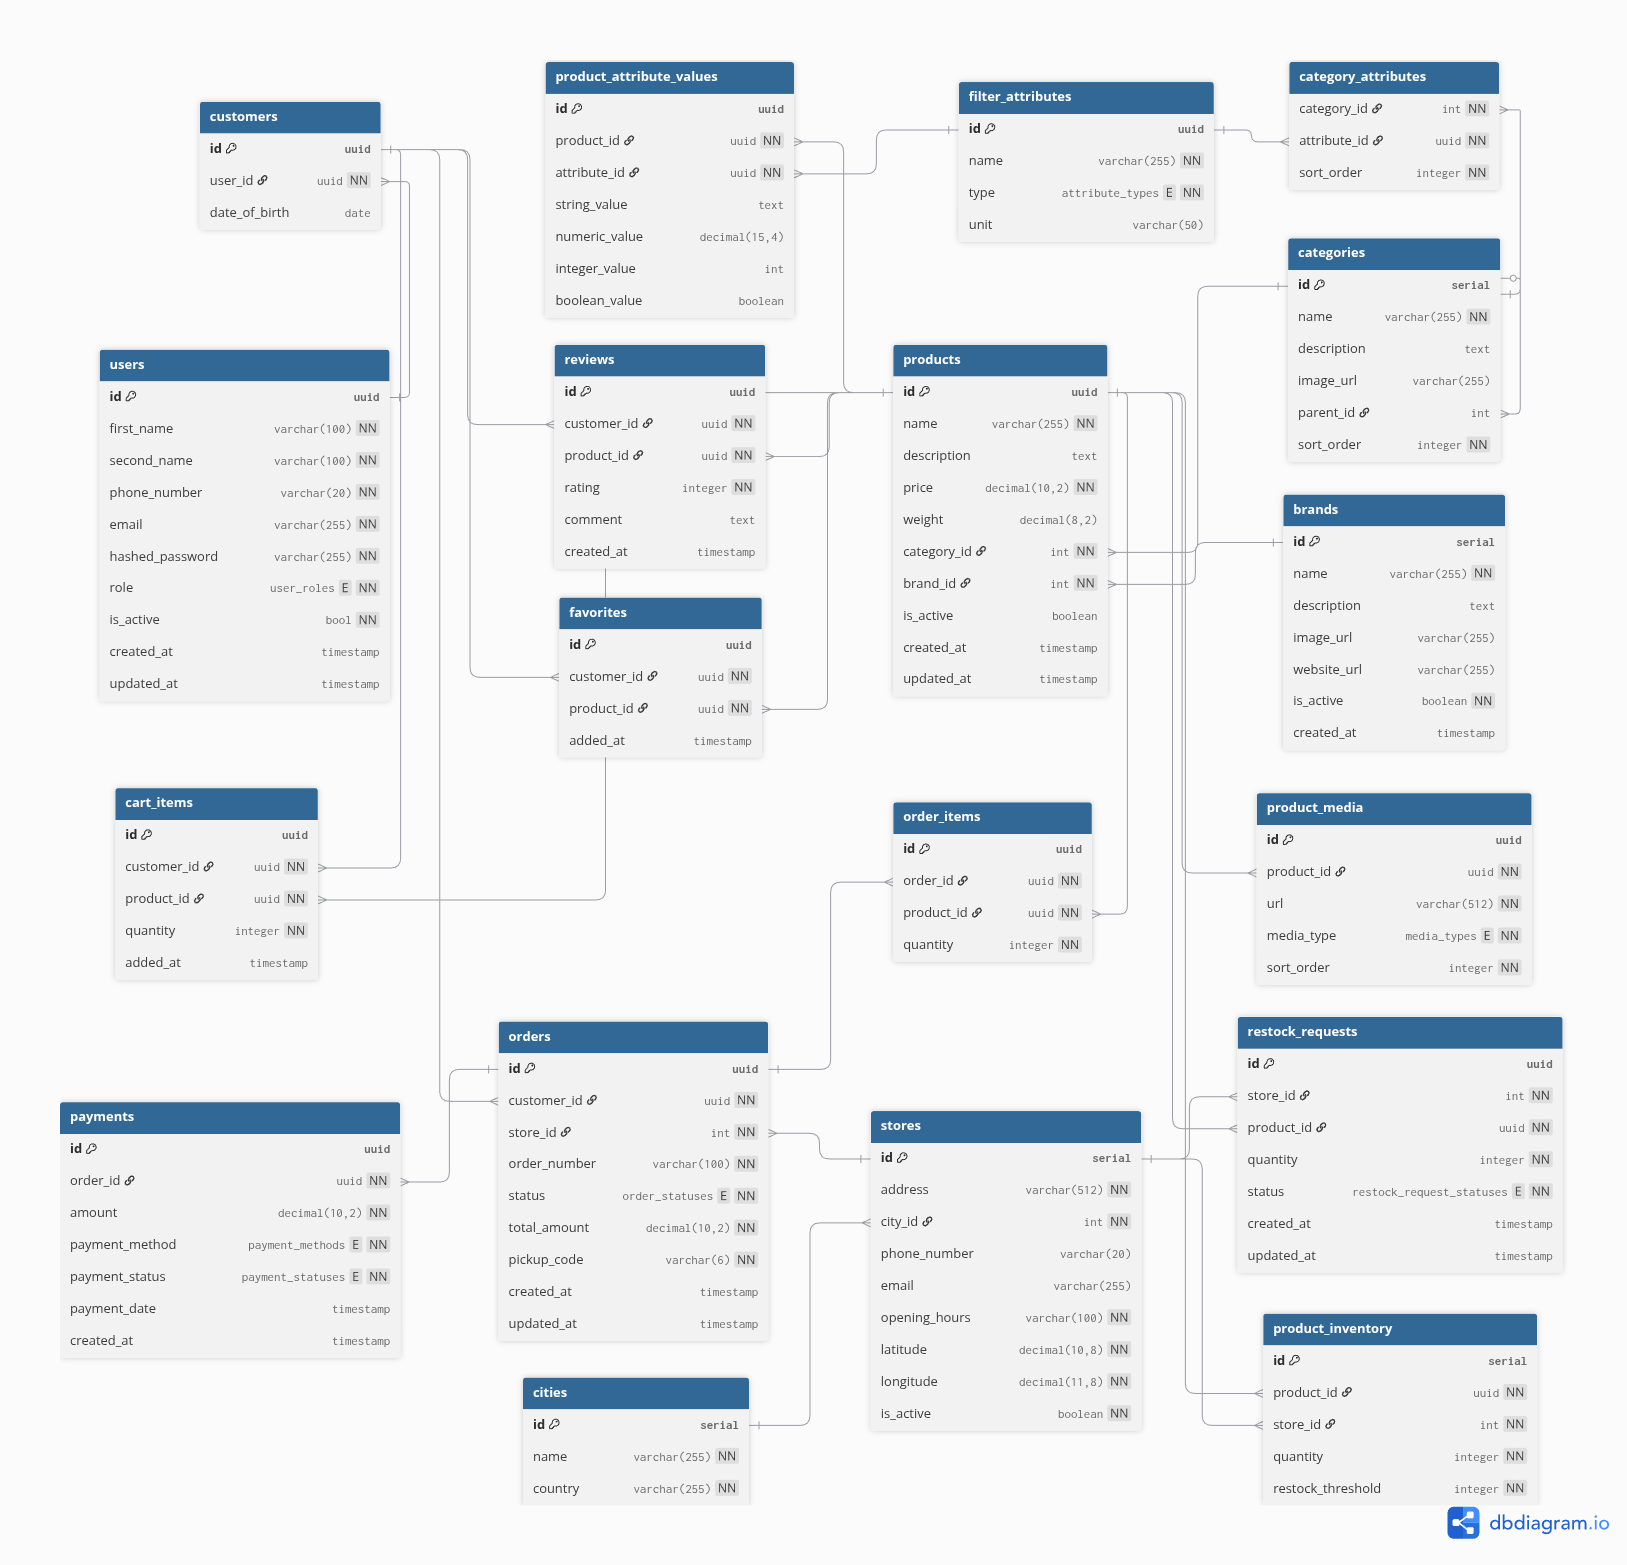 customers
id uuid
user_id uuid NN
date_of_birth date
product_attribute_values
id uuid
product_id uuid NN
attribute_id uuid NN
string_value text
numeric_value decimal(15,4)
integer_value int
boolean_value boolean
filter_attributes
id uuid
name varchar(255) NN
type attribute_types E NN
unit varchar(50)
category_attributes
category_id int NN
attribute_id uuid NN
sort_order integer NN
categories
id serial
name varchar(255) NN
description text
image_url varchar(255)
parent_id int
sort_order integer NN
users
id uuid
first_name varchar(100) NN
second_name varchar(100) NN
phone_number varchar(20) NN
email varchar(255) NN
hashed_password varchar(255) NN
role user_roles E NN
is_active bool NN
created_at timestamp
updated_at timestamp
reviews
id uuid
customer_id uuid NN
product_id uuid NN
rating integer NN
comment text
created_at timestamp
products
id uuid
name varchar(255) NN
description text
price decimal(10,2) NN
weight decimal(8,2)
category_id int NN
brand_id int NN
is_active boolean
created_at timestamp
updated_at timestamp
brands
id serial
name varchar(255) NN
description text
image_url varchar(255)
website_url varchar(255)
is_active boolean NN
created_at timestamp
favorites
id uuid
customer_id uuid NN
product_id uuid NN
added_at timestamp
cart_items
id uuid
customer_id uuid NN
product_id uuid NN
quantity integer NN
added_at timestamp
order_items
id uuid
order_id uuid NN
product_id uuid NN
quantity integer NN
product_media
id uuid
product_id uuid NN
url varchar(512) NN
media_type media_types E NN
sort_order integer NN
orders
id uuid
customer_id uuid NN
store_id int NN
order_number varchar(100) NN
status order_statuses E NN
total_amount decimal(10,2) NN
pickup_code varchar(6) NN
created_at timestamp
updated_at timestamp
restock_requests
id uuid
store_id int NN
product_id uuid NN
quantity integer NN
status restock_request_statuses E NN
created_at timestamp
updated_at timestamp
payments
id uuid
order_id uuid NN
amount decimal(10,2) NN
payment_method payment_methods E NN
payment_status payment_statuses E NN
payment_date timestamp
created_at timestamp
stores
id serial
address varchar(512) NN
city_id int NN
phone_number varchar(20)
email varchar(255)
opening_hours varchar(100) NN
latitude decimal(10,8) NN
longitude decimal(11,8) NN
is_active boolean NN
product_inventory
id serial
product_id uuid NN
store_id int NN
quantity integer NN
restock_threshold integer NN
cities
id serial
name varchar(255) NN
country varchar(255) NN
dbdiagram.io